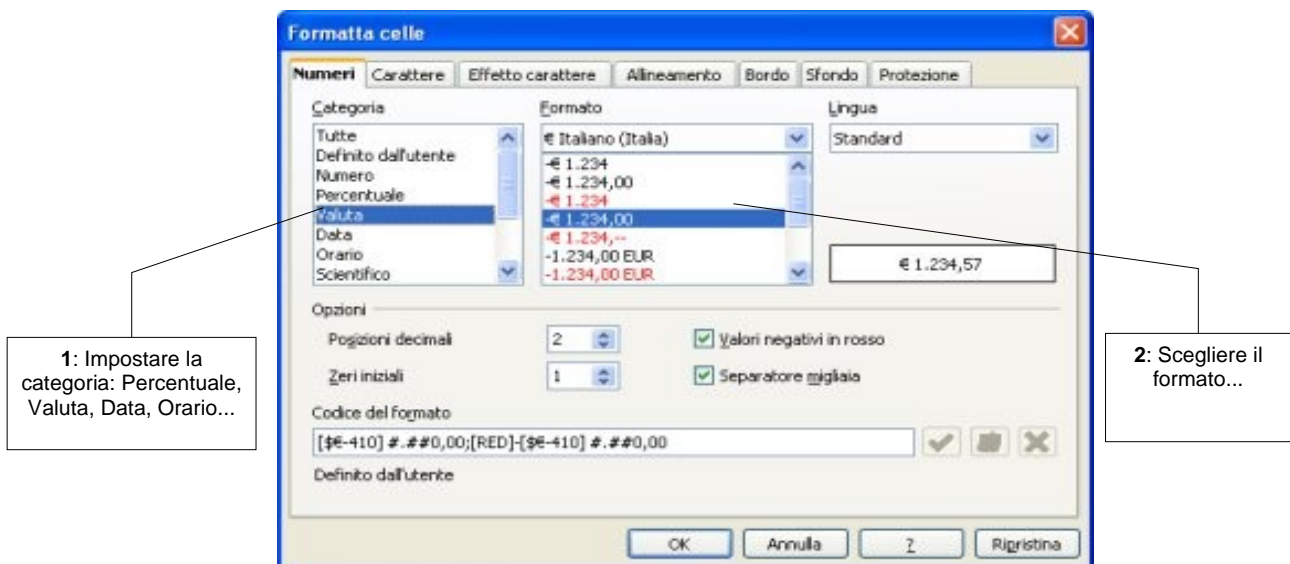 Formatta celle
Numeri Carattere Effetto carattere Allineamento Bordo Sfondo Protezione
Categoria Formato Lingua
Tutte
Definito dall'utente
Numero
Percentuale
Valuta
Data
Orario
Scientifico
€ Italiano (Italia)
-€ 1.234
-€ 1.234,00
-€ 1.234
-€ 1.234,00
-€ 1.234,--
-1.234,00 EUR
-1.234,00 EUR
Standard
€ 1.234,57
Opzioni
Posizioni decimali 2 Valori negativi in rosso
Zeri iniziali 1 Separatore migliaia
Codice del formato
[$€-410] #.##0,00;[RED]-[$€-410] #.##0,00
Definito dall'utente
OK Annulla ? Ripristina
1: Impostare la
categoria: Percentuale,
Valuta, Data, Orario...
2: Scegliere il
formato...